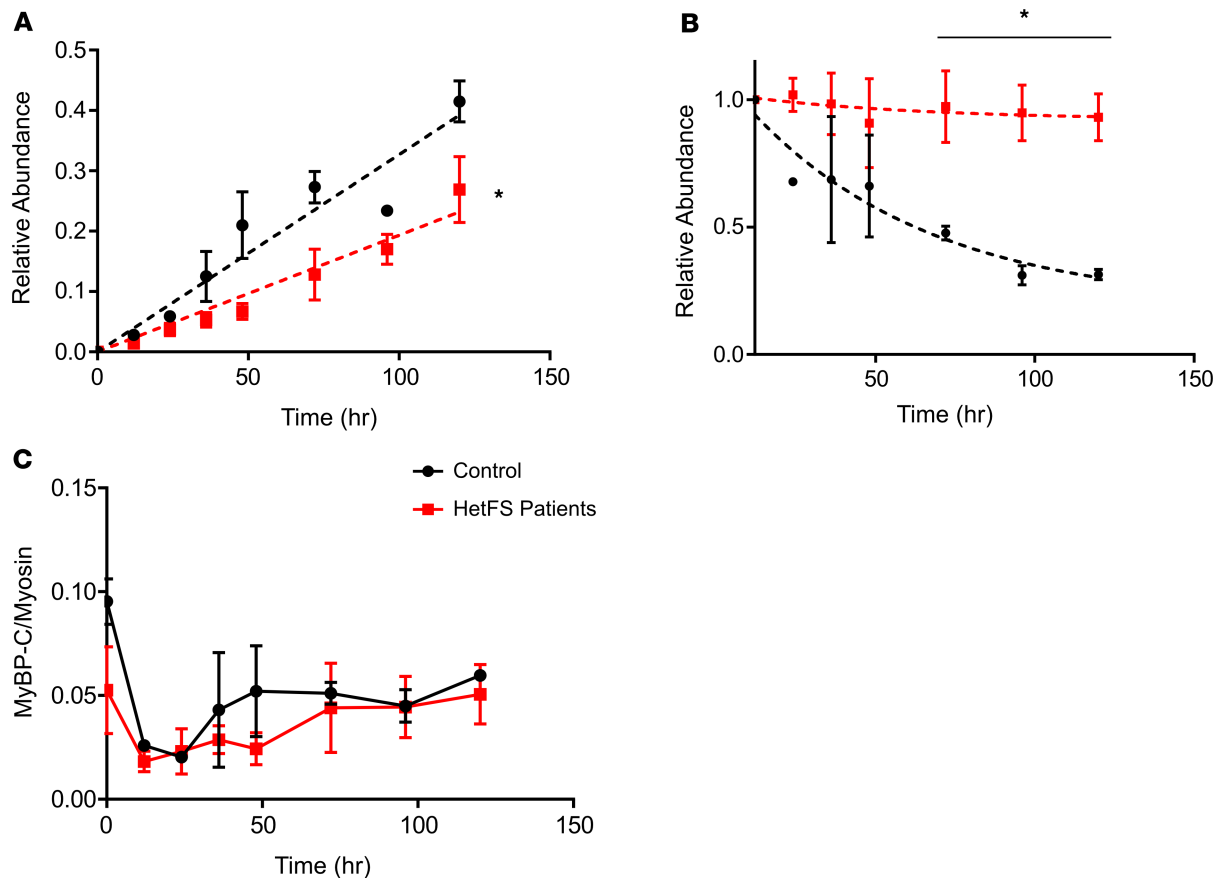 A
0.5
0.4
0.3
0.2
0.1
0.0
Relative Abundance
*
0
50
100
150
Time (hr)
B
*
1.0
0.5
0.0
Relative Abundance
50
100
150
Time (hr)
C
Control
HetFS Patients
0.15
0.10
0.05
0.00
MyBP-C/Myosin
0
50
100
150
Time (hr)